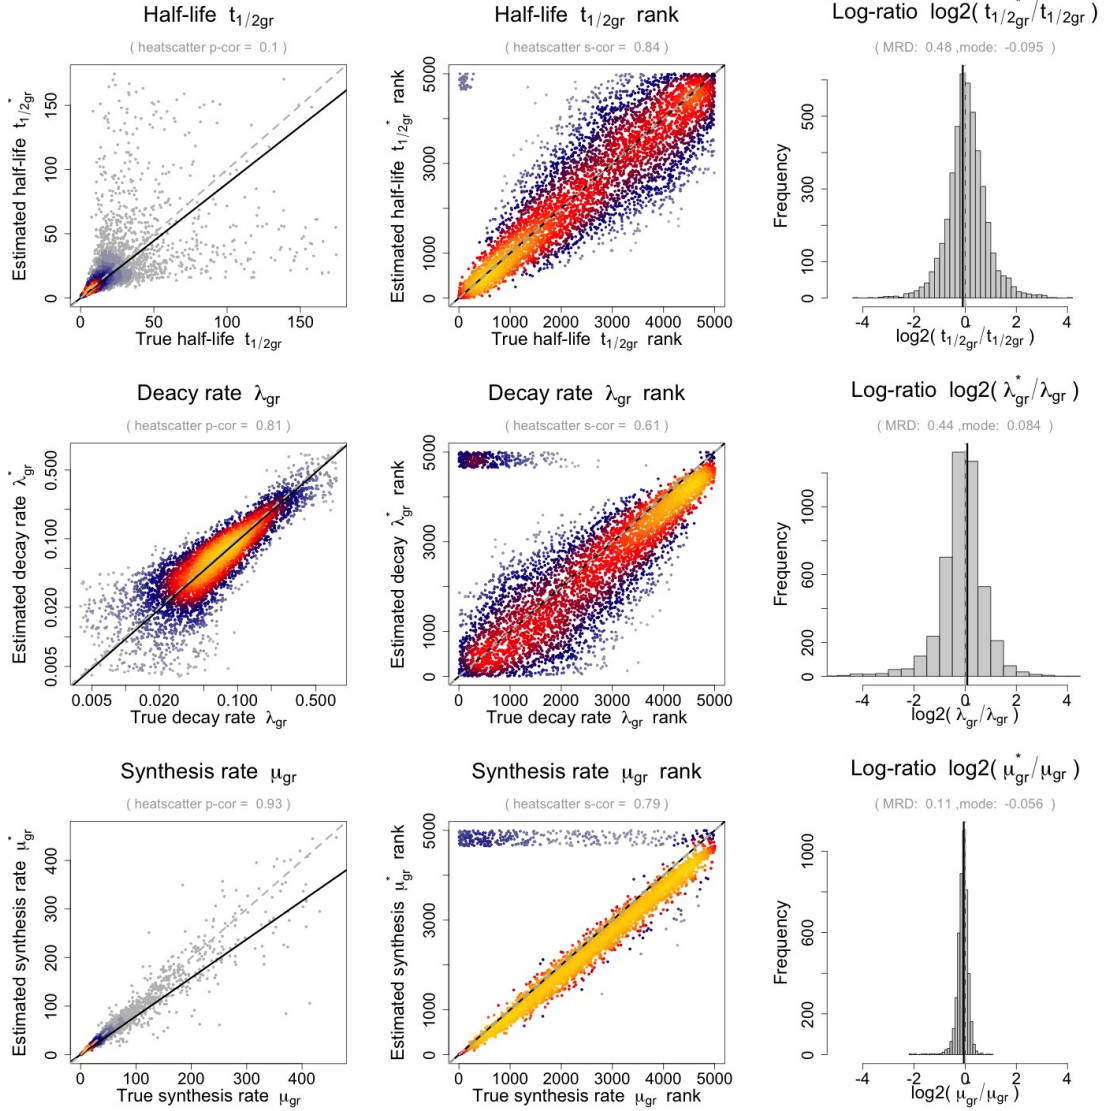 Half-life t1/2gr
( heatscatter p-cor = 0.1 )
Estimated half-life t*1/2gr
150
100
50
0
0 50 100 150
True half-life t1/2gr
Half-life t1/2gr rank
( heatscatter s-cor = 0.84 )
Estimated half-life t*1/2gr rank
5000
3000
1000
0
0 1000 2000 3000 4000 5000
True half-life t1/2gr rank
Log-ratio log2( t*1/2gr/t1/2gr )
( MRD: 0.48 ,mode: -0.095 )
Frequency
500
300
100
0
-4 -2 0 2 4
log2( t*1/2gr/t1/2gr )
Deacy rate λgr
( heatscatter p-cor = 0.81 )
Estimated decay rate λ*gr
0.500
0.100
0.020
0.005
0.005 0.020 0.100 0.500
True decay rate λgr
Decay rate λgr rank
( heatscatter s-cor = 0.61 )
Estimated decay λ*gr rank
5000
3000
1000
0
0 1000 2000 3000 4000 5000
True decay rate λgr rank
Log-ratio log2( λ*gr/λgr )
( MRD: 0.44 ,mode: 0.084 )
Frequency
1000
600
200
0
-4 -2 0 2 4
log2( λ*gr/λgr )
Synthesis rate μgr
( heatscatter p-cor = 0.93 )
Estimated synthesis rate μ*gr
400
300
200
100
0
0 100 200 300 400
True synthesis rate μgr
Synthesis rate μgr rank
( heatscatter s-cor = 0.79 )
Estimated synthesis μ*gr rank
5000
3000
1000
0
0 1000 2000 3000 4000 5000
True synthesis rate μgr rank
Log-ratio log2( μ*gr/μgr )
( MRD: 0.11 ,mode: -0.056 )
Frequency
1000
600
200
0
-4 -2 0 2 4
log2( μ*gr/μgr )